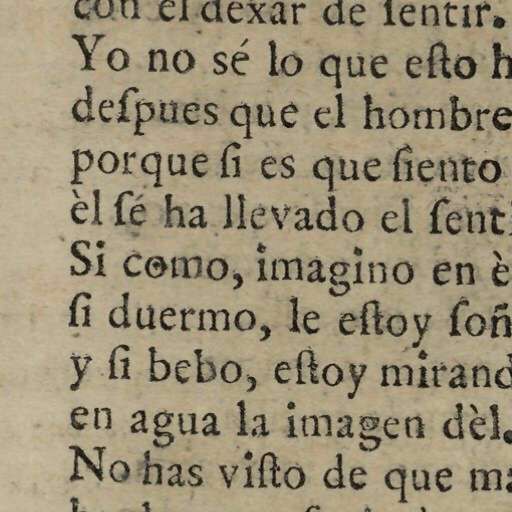 con el dexar de ſentir.
Yo no sé lo que eſto h
deſpues que el hombre
porque ſi es que ſiento
èl ſé ha llevado el ſent
Si como, imagino en è
ſi duermo, le eſtoy ſoñ
y ſi bebo, eſtoy mirand
en agua la imagen dèl.
No has viſto de que ma